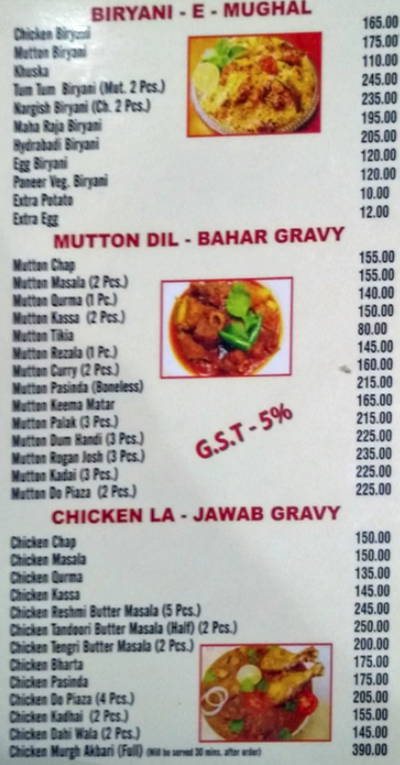 BIRYANI - E - MUGHAL
Chicken Biryani 165.00
Mutton Biryani 175.00
Khuska 110.00
Tum Tum Biryani (Mut. 2 Pcs.) 245.00
Nargish Biryani (Ch. 2 Pcs.) 235.00
Maha Raja Biryani 195.00
Hydrabadi Biryani 205.00
Egg Biryani 120.00
Paneer Veg. Biryani 120.00
Extra Potato 10.00
Extra Egg 12.00
MUTTON DIL - BAHAR GRAVY
Mutton Chap 155.00
Mutton Masala (2 Pcs.) 155.00
Mutton Qurma (1 Pc.) 140.00
Mutton Kassa (2 Pcs.) 150.00
Mutton Tikia 80.00
Mutton Rezala (1 Pc.) 145.00
Mutton Curry (2 Pcs.) 160.00
Mutton Pasinda (Boneless) 215.00
Mutton Keema Matar 165.00
Mutton Palak (3 Pcs.) 215.00
Mutton Dum Handi (3 Pcs.) 225.00
Mutton Rogan Josh (3 Pcs.) 235.00
Mutton Kadai (3 Pcs.) 225.00
Mutton Do Piaza (2 Pcs.) 225.00
G.S.T - 5%
CHICKEN LA - JAWAB GRAVY
Chicken Chap 150.00
Chicken Masala 150.00
Chicken Qurma 135.00
Chicken Kassa 145.00
Chicken Reshmi Butter Masala (5 Pcs.) 245.00
Chicken Tandoori Butter Masala (Half) (2 Pcs.) 250.00
Chicken Tengri Butter Masala (2 Pcs.) 200.00
Chicken Bharta 175.00
Chicken Pasinda 175.00
Chicken Do Piaza (4 Pcs.) 205.00
Chicken Kadhai (2 Pcs.) 155.00
Chicken Dahi Wala (2 Pcs.) 145.00
Chicken Murgh Akbari (Full) (Will be served 30 mins. after order) 390.00